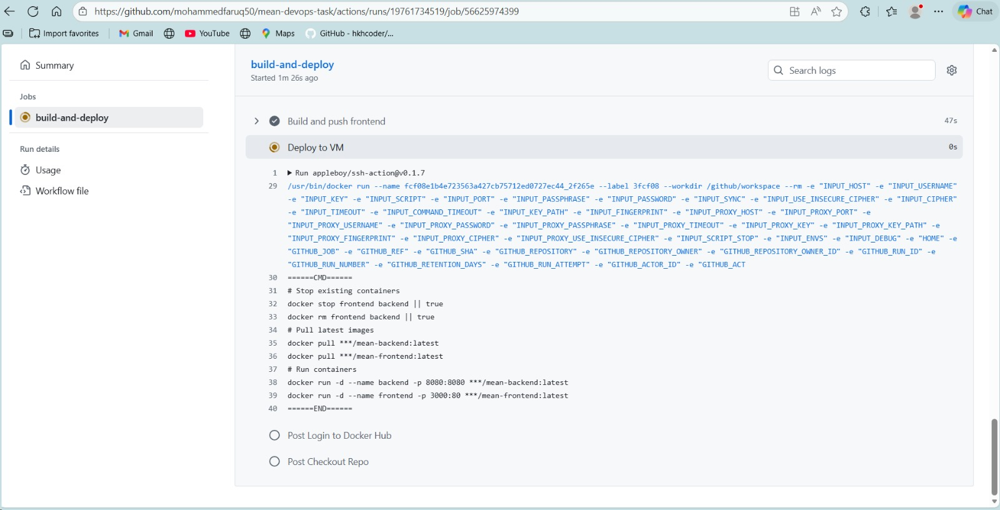 https://github.com/mohammedfaruq50/mean-devops-task/actions/runs/19761734519/job/56625974399
Chat
Import favorites
Gmail
YouTube
Maps
GitHub - hkhcoder/...
Summary
Jobs
build-and-deploy
Run details
Usage
Workflow file
build-and-deploy
Started 1m 26s ago
Search logs
Build and push frontend
47s
Deploy to VM
0s
1 Run appleboy/ssh-action@v0.1.7
29 /usr/bin/docker run --name fcf08e1b4e723563a427cb75712ed0727ec44_2f265e --label 3fcf08 --workdir /github/workspace --rm -e "INPUT_HOST" -e "INPUT_USERNAME"
-e "INPUT_KEY" -e "INPUT_SCRIPT" -e "INPUT_PORT" -e "INPUT_PASSPHRASE" -e "INPUT_PASSWORD" -e "INPUT_SYNC" -e "INPUT_USE_INSECURE_CIPHER" -e "INPUT_CIPHER"
-e "INPUT_TIMEOUT" -e "INPUT_COMMAND_TIMEOUT" -e "INPUT_KEY_PATH" -e "INPUT_FINGERPRINT" -e "INPUT_PROXY_HOST" -e "INPUT_PROXY_PORT" -e
"INPUT_PROXY_USERNAME" -e "INPUT_PROXY_PASSWORD" -e "INPUT_PROXY_PASSPHRASE" -e "INPUT_PROXY_TIMEOUT" -e "INPUT_PROXY_KEY" -e "INPUT_PROXY_KEY_PATH" -e
"INPUT_PROXY_FINGERPRINT" -e "INPUT_PROXY_CIPHER" -e "INPUT_PROXY_USE_INSECURE_CIPHER" -e "INPUT_SCRIPT_STOP" -e "INPUT_ENVS" -e "INPUT_DEBUG" -e "HOME" -e
"GITHUB_JOB" -e "GITHUB_REF" -e "GITHUB_SHA" -e "GITHUB_REPOSITORY" -e "GITHUB_REPOSITORY_OWNER" -e "GITHUB_REPOSITORY_OWNER_ID" -e "GITHUB_RUN_ID" -e
"GITHUB_RUN_NUMBER" -e "GITHUB_RETENTION_DAYS" -e "GITHUB_RUN_ATTEMPT" -e "GITHUB_ACTOR_ID" -e "GITHUB_ACT
30 ======CMD======
31 # Stop existing containers
32 docker stop frontend backend || true
33 docker rm frontend backend || true
34 # Pull latest images
35 docker pull ***/mean-backend:latest
36 docker pull ***/mean-frontend:latest
37 # Run containers
38 docker run -d --name backend -p 8080:8080 ***/mean-backend:latest
39 docker run -d --name frontend -p 3000:80 ***/mean-frontend:latest
40 ======END======
Post Login to Docker Hub
Post Checkout Repo